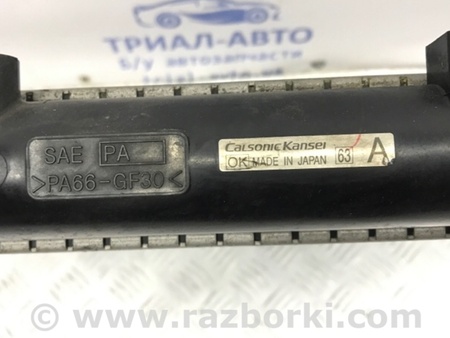 ТРИАЛ-АВТО
Б/у автозапчасти
SAE PA
>PA66-GF30<
CalsonicKansei
OK MADE IN JAPAN 63 A
www.razborki.com